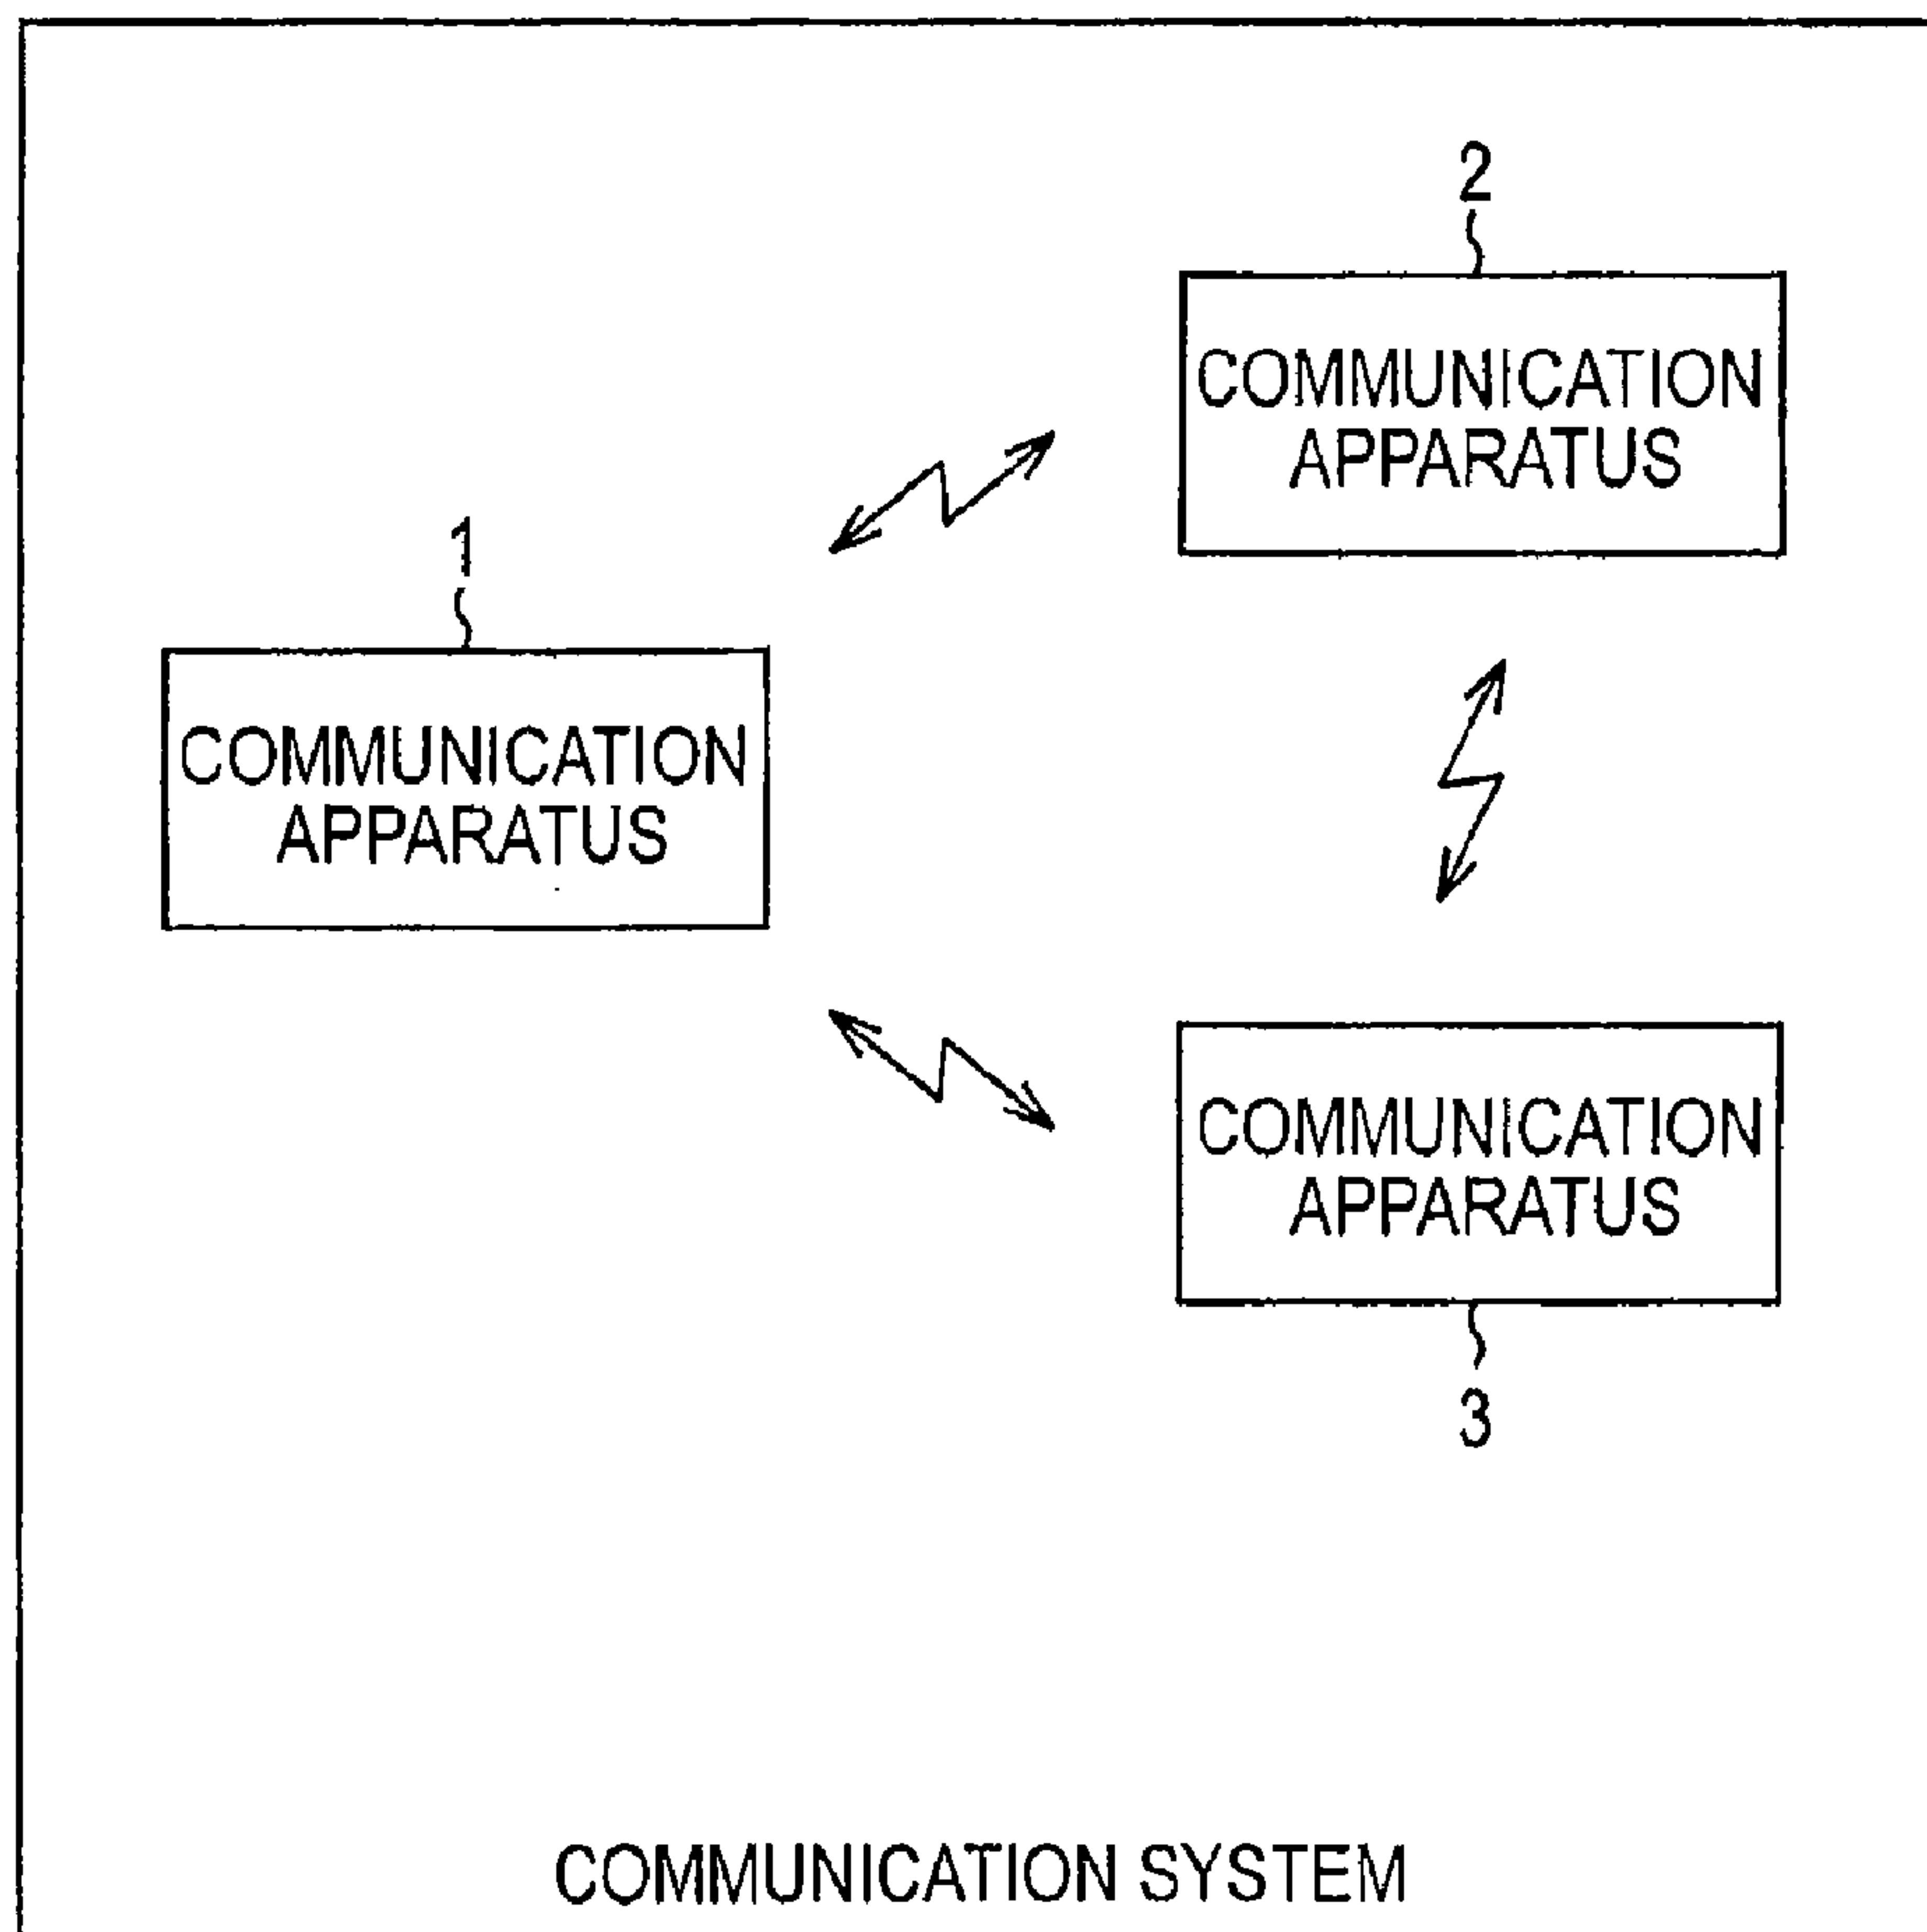 2
COMMUNICATION
APPARATUS
1
COMMUNICATION
APPARATUS
COMMUNICATION
APPARATUS
3
COMMUNICATION SYSTEM